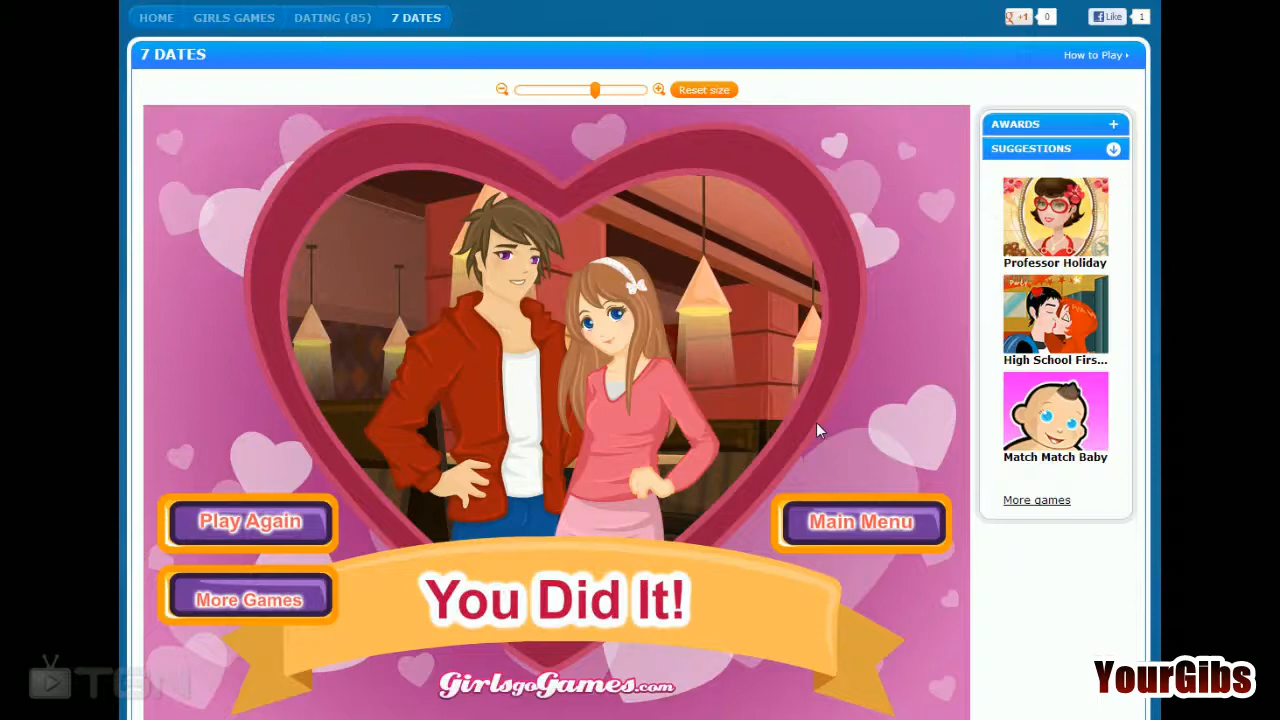 HOME GIRLS GAMES DATING (85) 7 DATES
+1 0 Like 1
7 DATES
How to Play
Reset size
AWARDS +
SUGGESTIONS
Party
Professor Holiday
High School Firs...
Match Match Baby
More games
Play Again
Main Menu
More Games
You Did It!
GirlsgoGames.com
TGN
YourGibs